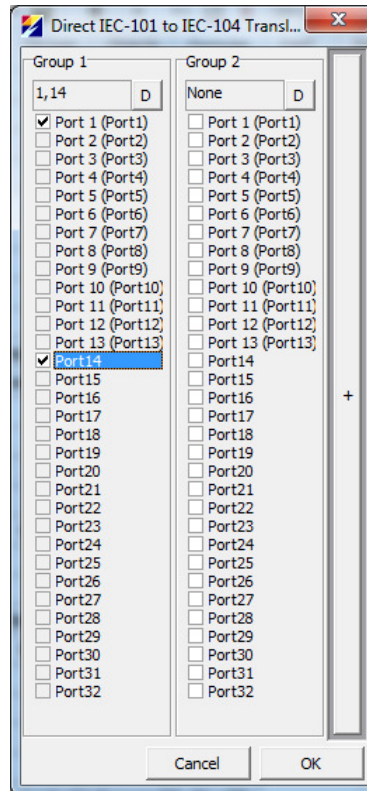 Direct IEC-101 to IEC-104 Transl...
Group 1
1,14
D
Port 1 (Port1)
Port 2 (Port2)
Port 3 (Port3)
Port 4 (Port4)
Port 5 (Port5)
Port 6 (Port6)
Port 7 (Port7)
Port 8 (Port8)
Port 9 (Port9)
Port 10 (Port10)
Port 11 (Port11)
Port 12 (Port12)
Port 13 (Port13)
Port14
Port15
Port16
Port17
Port18
Port19
Port20
Port21
Port22
Port23
Port24
Port25
Port26
Port27
Port28
Port29
Port30
Port31
Port32
Group 2
None
D
Port 1 (Port1)
Port 2 (Port2)
Port 3 (Port3)
Port 4 (Port4)
Port 5 (Port5)
Port 6 (Port6)
Port 7 (Port7)
Port 8 (Port8)
Port 9 (Port9)
Port 10 (Port10)
Port 11 (Port11)
Port 12 (Port12)
Port 13 (Port13)
Port14
Port15
Port16
Port17
Port18
Port19
Port20
Port21
Port22
Port23
Port24
Port25
Port26
Port27
Port28
Port29
Port30
Port31
Port32
+
Cancel
OK